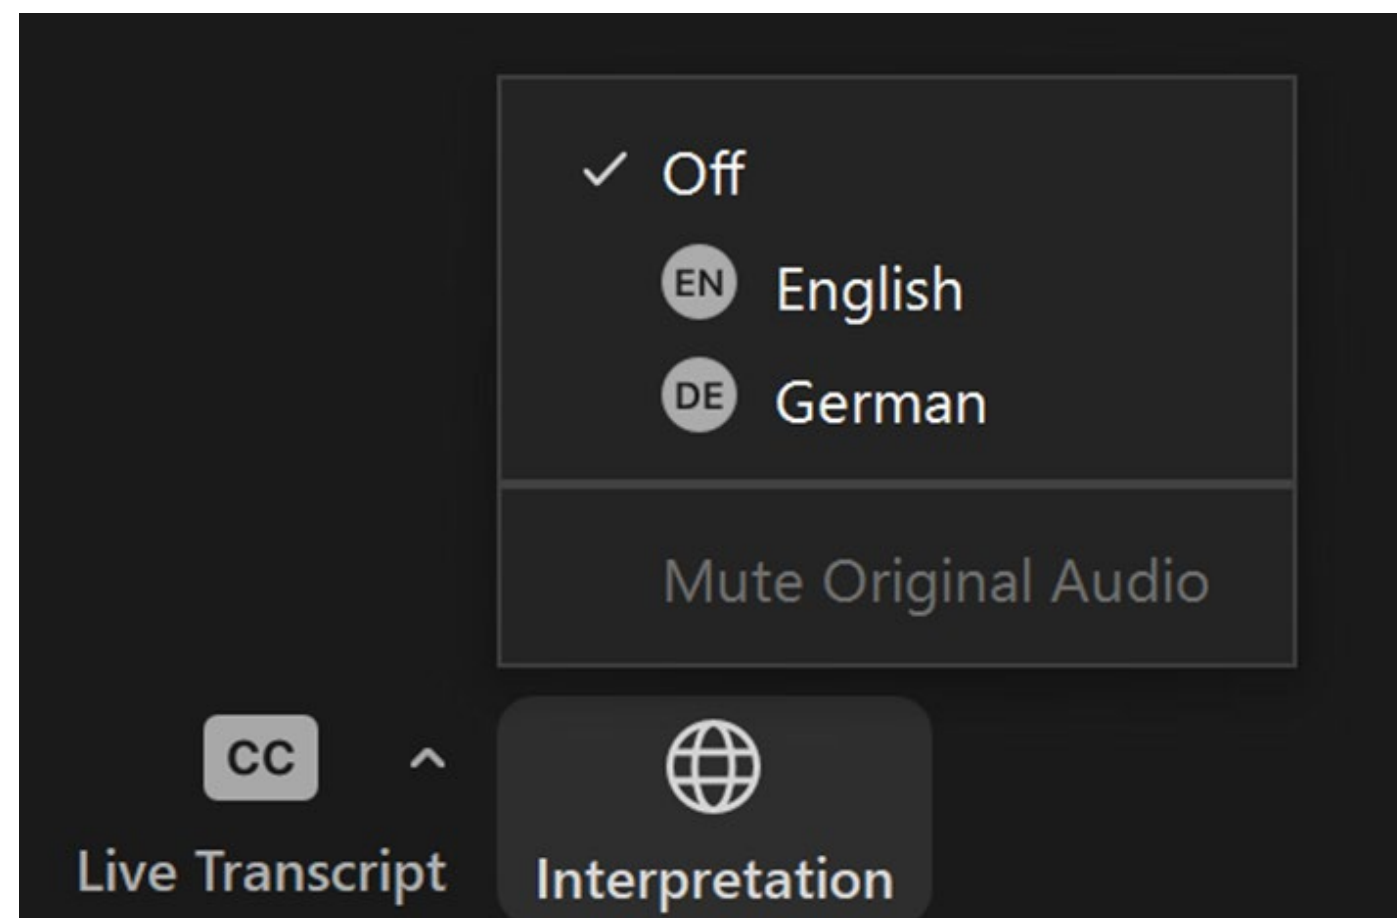 Off
EN English
DE German
Mute Original Audio
CC
Live Transcript
Interpretation